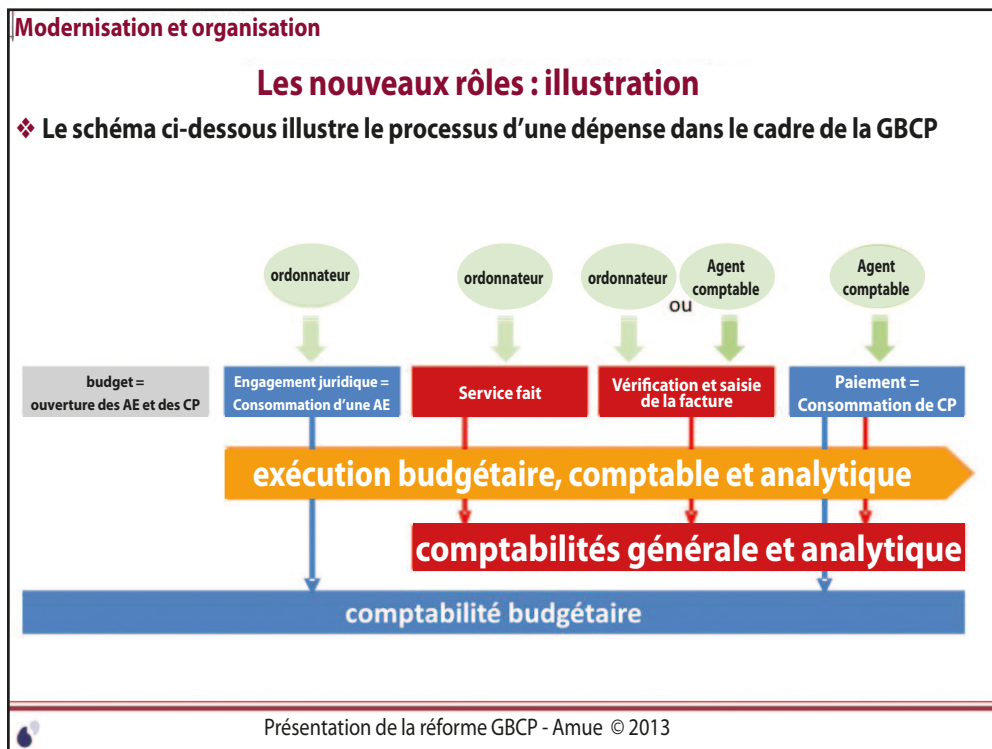 Modernisation et organisation
Les nouveaux rôles : illustration
❖ Le schéma ci-dessous illustre le processus d’une dépense dans le cadre de la GBCP
ordonnateur
ordonnateur
ordonnateur
ou
Agent
comptable
Agent
comptable
budget =
ouverture des AE et des CP
Engagement juridique =
Consommation d’une AE
Service fait
Vérification et saisie
de la facture
Paiement =
Consommation de CP
exécution budgétaire, comptable et analytique
comptabilités générale et analytique
comptabilité budgétaire
Présentation de la réforme GBCP - Amue © 2013